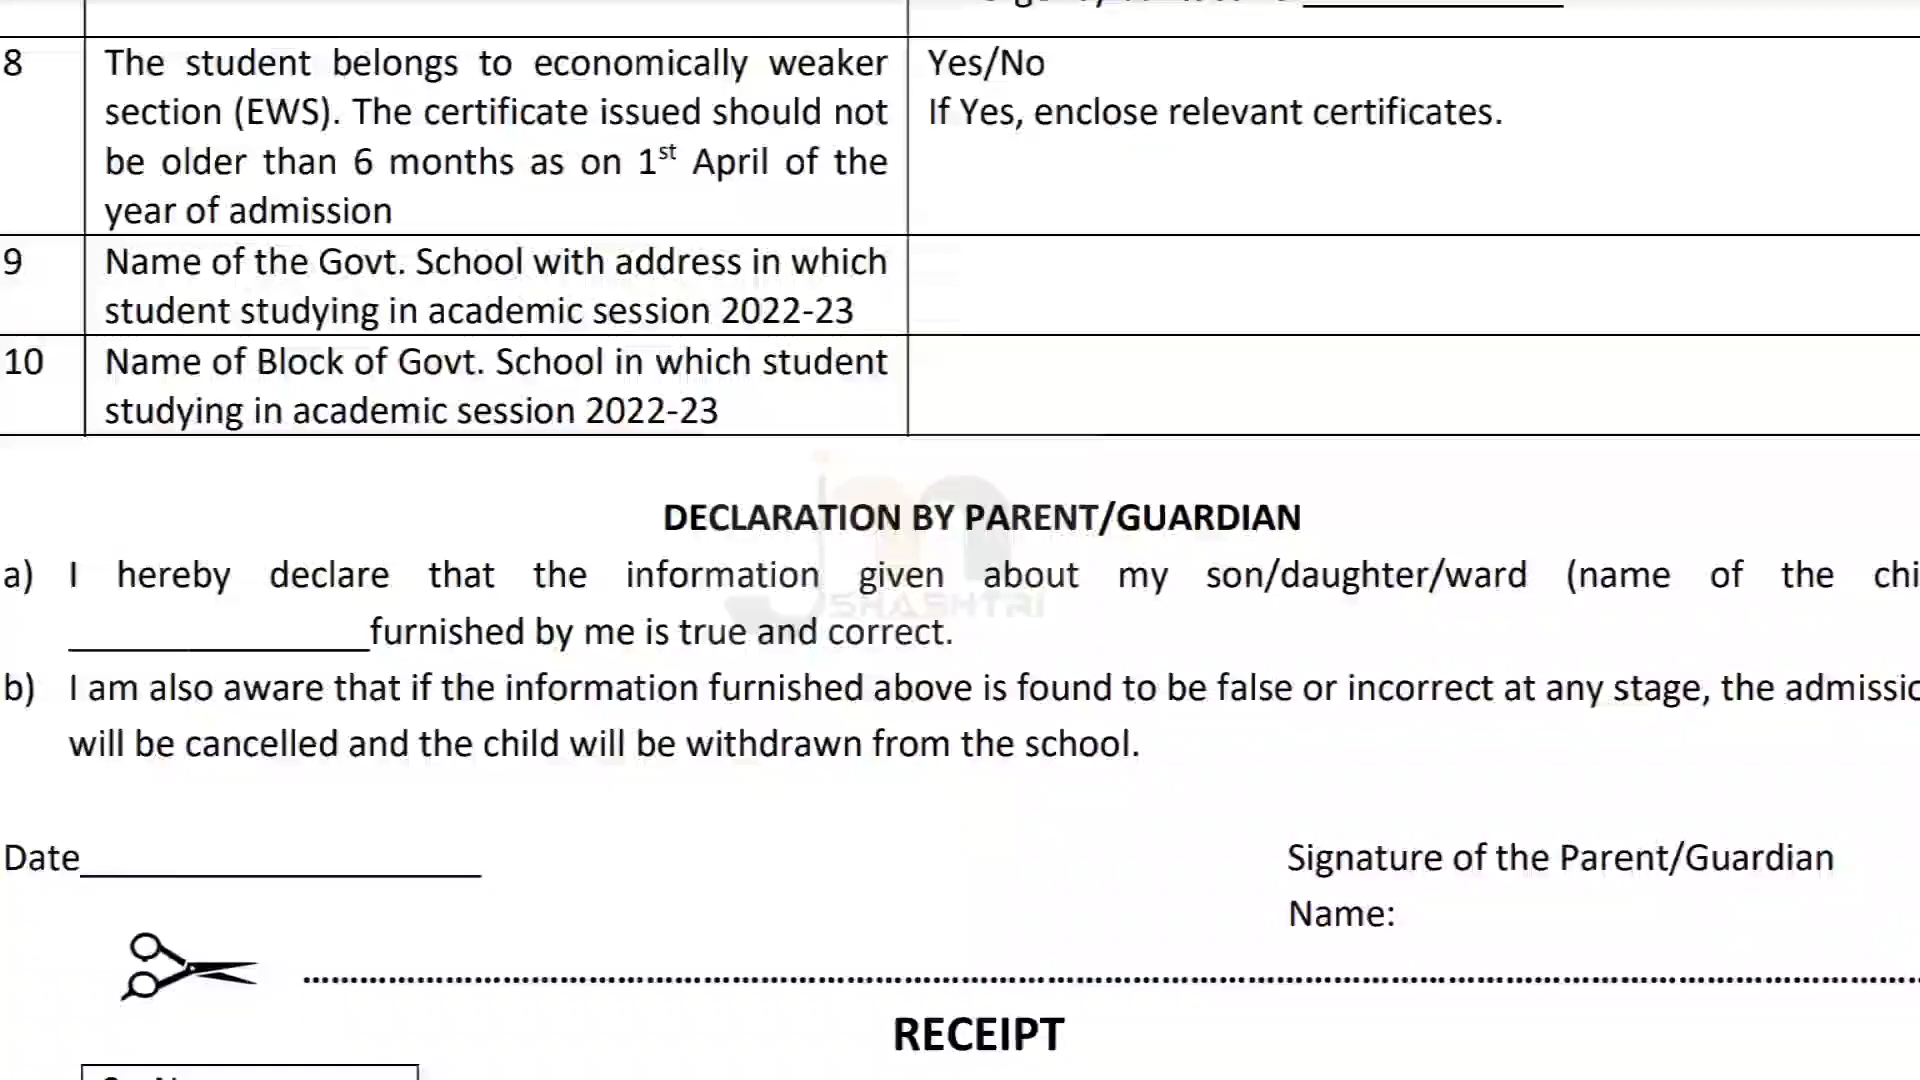 8 The student belongs to economically weaker Yes/No
section (EWS). The certificate issued should not If Yes, enclose relevant certificates.
be older than 6 months as on 1st April of the
year of admission
9 Name of the Govt. School with address in which
student studying in academic session 2022-23
10 Name of Block of Govt. School in which student
studying in academic session 2022-23
DECLARATION BY PARENT/GUARDIAN
a) I hereby declare that the information given about my son/daughter/ward (name of the chi
_______________furnished by me is true and correct.
SHASHTRI
b) I am also aware that if the information furnished above is found to be false or incorrect at any stage, the admissio
will be cancelled and the child will be withdrawn from the school.
Date____________________ Signature of the Parent/Guardian
Name:
RECEIPT